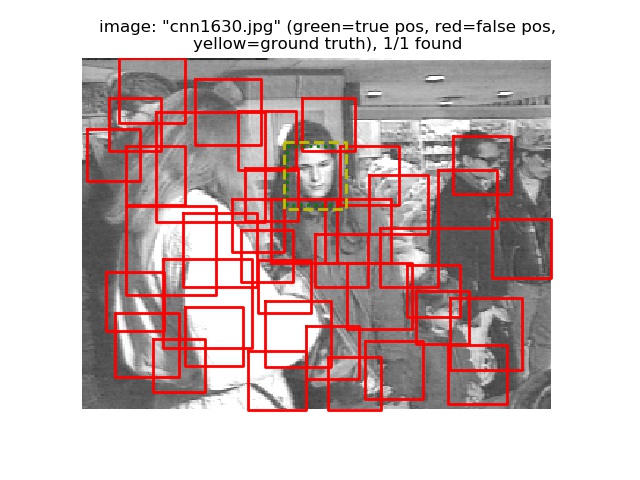 image: "cnn1630.jpg" (green=true pos, red=false pos,
yellow=ground truth), 1/1 found